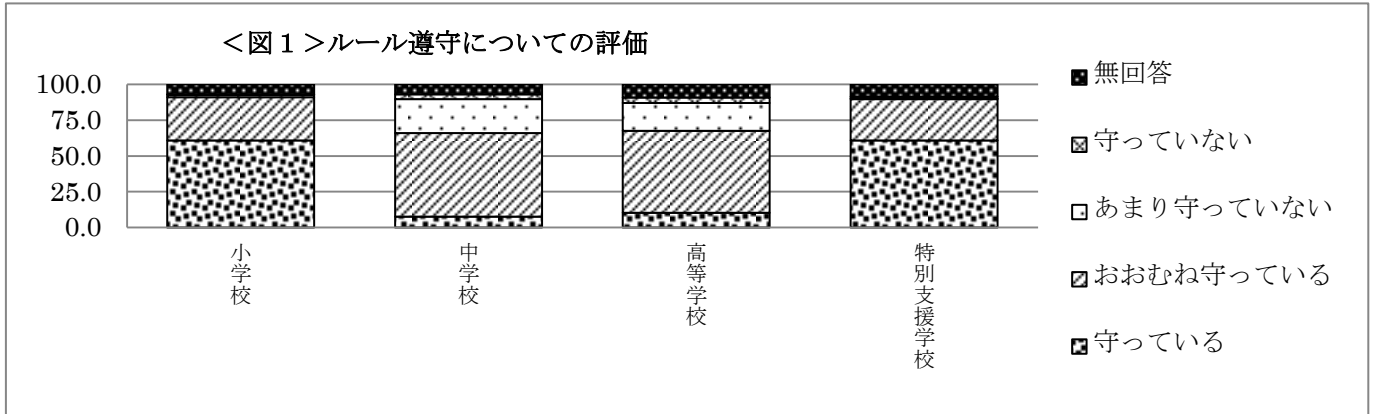 ＜図１＞ルール遵守についての評価
100.0
75.0
50.0
25.0
0.0
小学校
中学校
高等学校
特別支援学校
無回答
守っていない
あまり守っていない
おおむね守っている
守っている